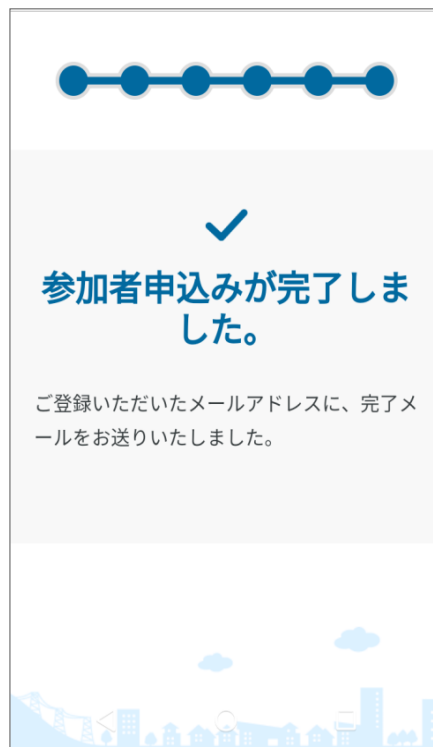 参加者申込みが完了しま
した。
ご登録いただいたメールアドレスに、完了メ
ールをお送りいたしました。